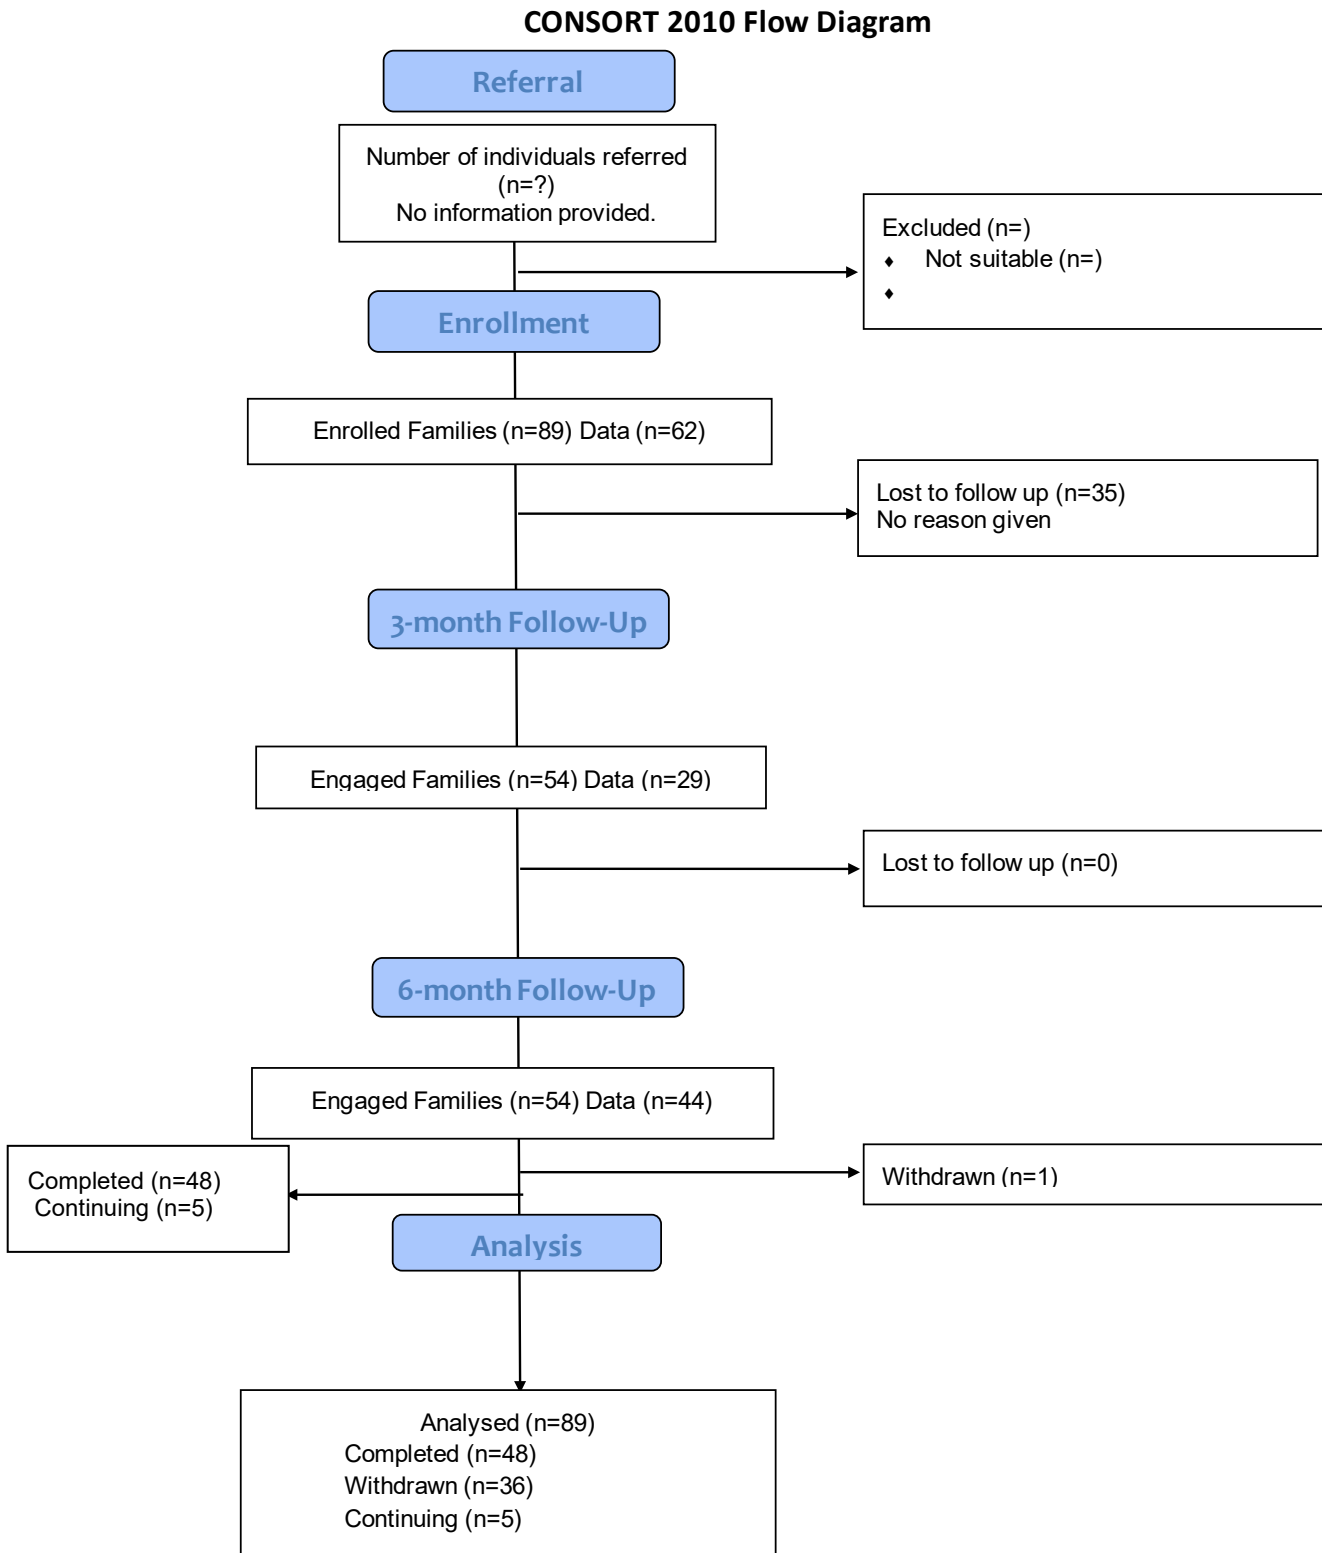 CONSORT 2010 Flow Diagram
Referral
Number of individuals referred
(n=?)
No information provided.
Excluded (n=)
⬧ Not suitable (n=)
⬧
Enrollment
Enrolled Families (n=89) Data (n=62)
Lost to follow up (n=35)
No reason given
3-month Follow-Up
Engaged Families (n=54) Data (n=29)
Lost to follow up (n=0)
6-month Follow-Up
Engaged Families (n=54) Data (n=44)
Completed (n=48)
Continuing (n=5)
Withdrawn (n=1)
Analysis
Analysed (n=89)
Completed (n=48)
Withdrawn (n=36)
Continuing (n=5)